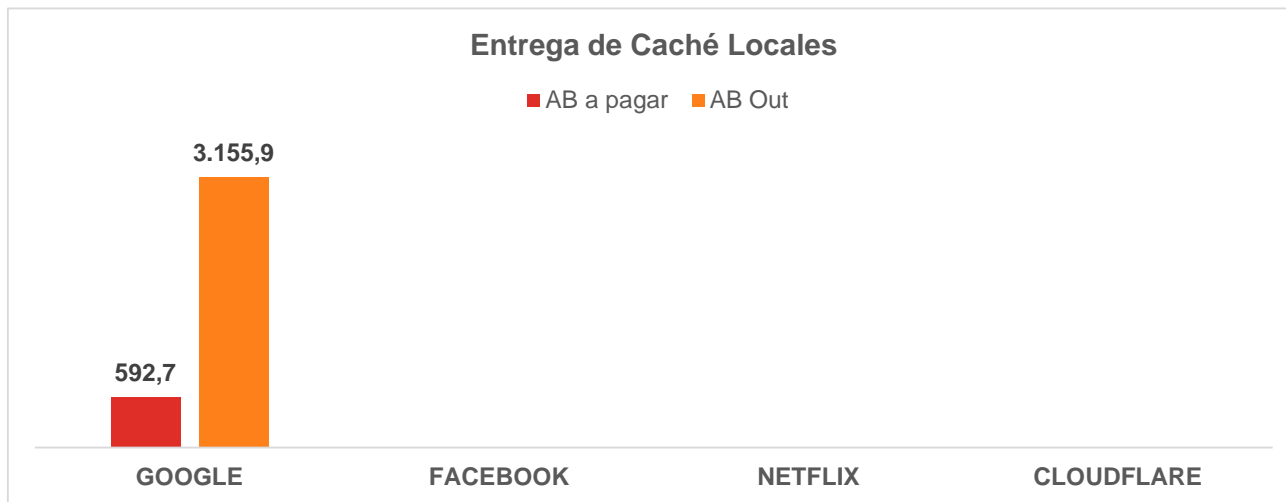 Entrega de Caché Locales
AB a pagar AB Out
3.155,9
592,7
GOOGLE FACEBOOK NETFLIX CLOUDFLARE